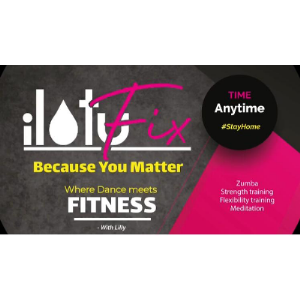 ilotu Fix
Because You Matter
Where Dance meets
FITNESS
- With Lilly
TIME
Anytime
#StayHome
Zumba
Strength training
Flexibility training
Meditation